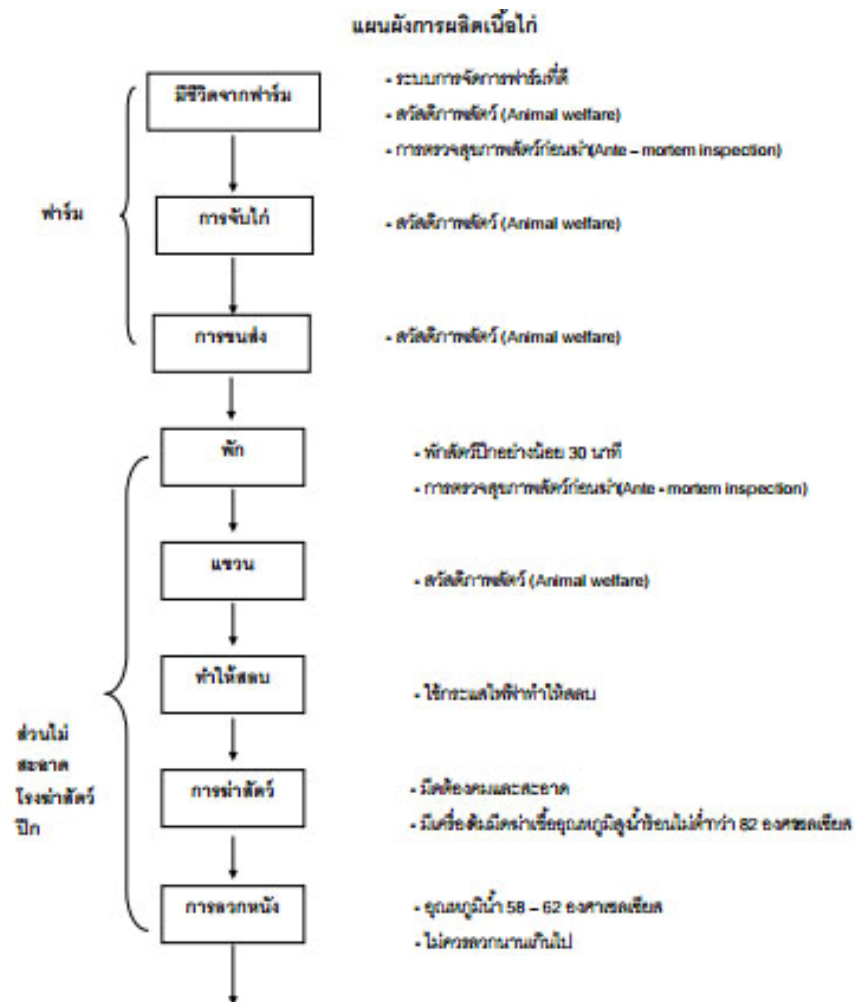 แผนผังการผลิตเนื้อไก่
มีชีวิตจากฟาร์ม
- ระบบการจัดการฟาร์มที่ดี
- สวัสดิภาพสัตว์ (Animal welfare)
- การตรวจสุขภาพสัตว์ก่อนฆ่า(Ante – mortem inspection)
ฟาร์ม
การจับไก่
- สวัสดิภาพสัตว์ (Animal welfare)
การขนส่ง
- สวัสดิภาพสัตว์ (Animal welfare)
พัก
- พักสัตว์ปีกอย่างน้อย 30 นาที
- การตรวจสุขภาพสัตว์ก่อนฆ่า(Ante - mortem inspection)
แขวน
- สวัสดิภาพสัตว์ (Animal welfare)
ทำให้สลบ
- ใช้กระแสไฟฟ้าทำให้สลบ
ส่วนไม่
สะอาด
โรงฆ่าสัตว์
ปีก
การฆ่าสัตว์
- มีดต้องคมและสะอาด
- มีเครื่องต้มมีดฆ่าเชื้ออุณหภูมิสูงน้ำร้อนไม่ต่ำกว่า 82 องศาเซลเซียส
การลวกหนัง
- อุณหภูมิน้ำ 58 – 62 องศาเซลเซียส
- ไม่ควรลวกนานเกินไป